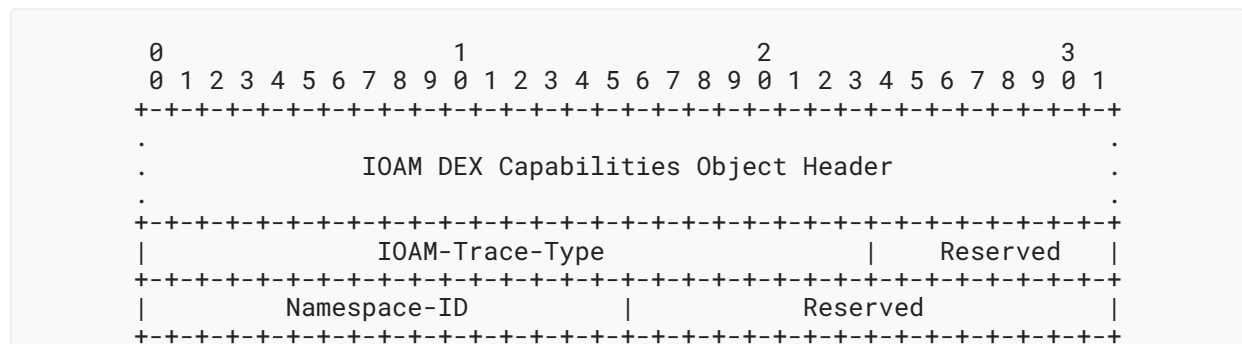 0                   1                   2                   3
 0 1 2 3 4 5 6 7 8 9 0 1 2 3 4 5 6 7 8 9 0 1 2 3 4 5 6 7 8 9 0 1
+-+-+-+-+-+-+-+-+-+-+-+-+-+-+-+-+-+-+-+-+-+-+-+-+-+-+-+-+-+-+-+-+
.                                                               .
.              IOAM DEX Capabilities Object Header              .
.                                                               .
+-+-+-+-+-+-+-+-+-+-+-+-+-+-+-+-+-+-+-+-+-+-+-+-+-+-+-+-+-+-+-+-+
|               IOAM-Trace-Type                 |    Reserved   |
+-+-+-+-+-+-+-+-+-+-+-+-+-+-+-+-+-+-+-+-+-+-+-+-+-+-+-+-+-+-+-+-+
|         Namespace-ID          |           Reserved            |
+-+-+-+-+-+-+-+-+-+-+-+-+-+-+-+-+-+-+-+-+-+-+-+-+-+-+-+-+-+-+-+-+